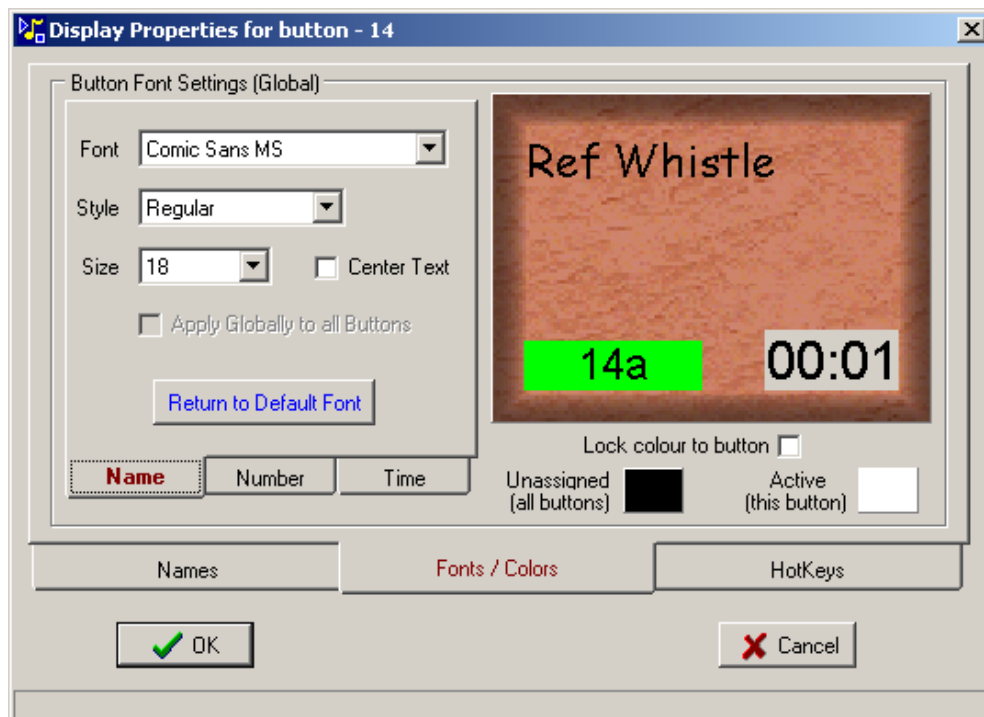 Display Properties for button - 14
Button Font Settings (Global)
Font Comic Sans MS
Style Regular
Size 18 Center Text
Apply Globally to all Buttons
Return to Default Font
Name Number Time
Ref Whistle
14a 00:01
Lock colour to button
Unassigned
(all buttons)
Active
(this button)
Names Fonts / Colors HotKeys
OK Cancel